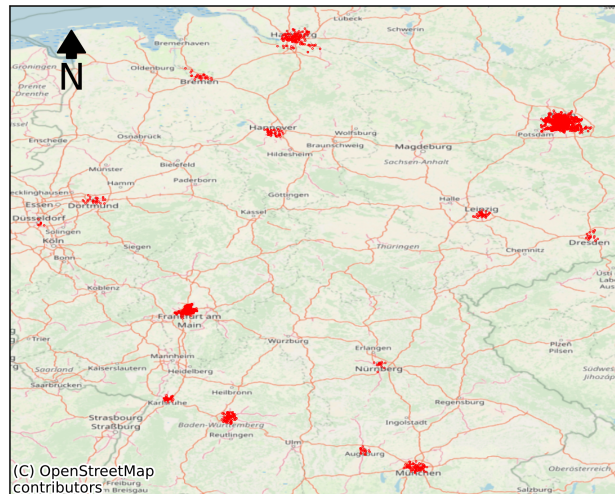 Lübeck
Schwerin
Bremerhaven
N
Groningen
Oldenburg
Bremen
Drenthe
Drente
Hannover
Wolfsburg
Potsdam
Enschede
Osnabrück
Braunschweig
Magdeburg
Hildesheim
Sachsen-Anhalt
Münster
Bielefeld
Hamm
Paderborn
Göttingen
Halle
Leipzig
Essen
Dortmund
Kassel
Düsseldorf
Solingen
Köln
Siegen
Thüringen
Chemnitz
Dresden
Bonn
Koblenz
Frankfurt am
Main
Trier
Würzburg
Erlangen
Plzeň
Pilsen
Mannheim
Nürnberg
Saarland
Kaiserslautern
Heidelberg
Saarbrücken
Karlsruhe
Heilbronn
Regensburg
Strasbourg
Straßburg
Baden-Württemberg
Ingolstadt
Reutlingen
Ulm
Augsburg
München
Oberösterreich
Salzburg
(C) OpenStreetMap
contributors